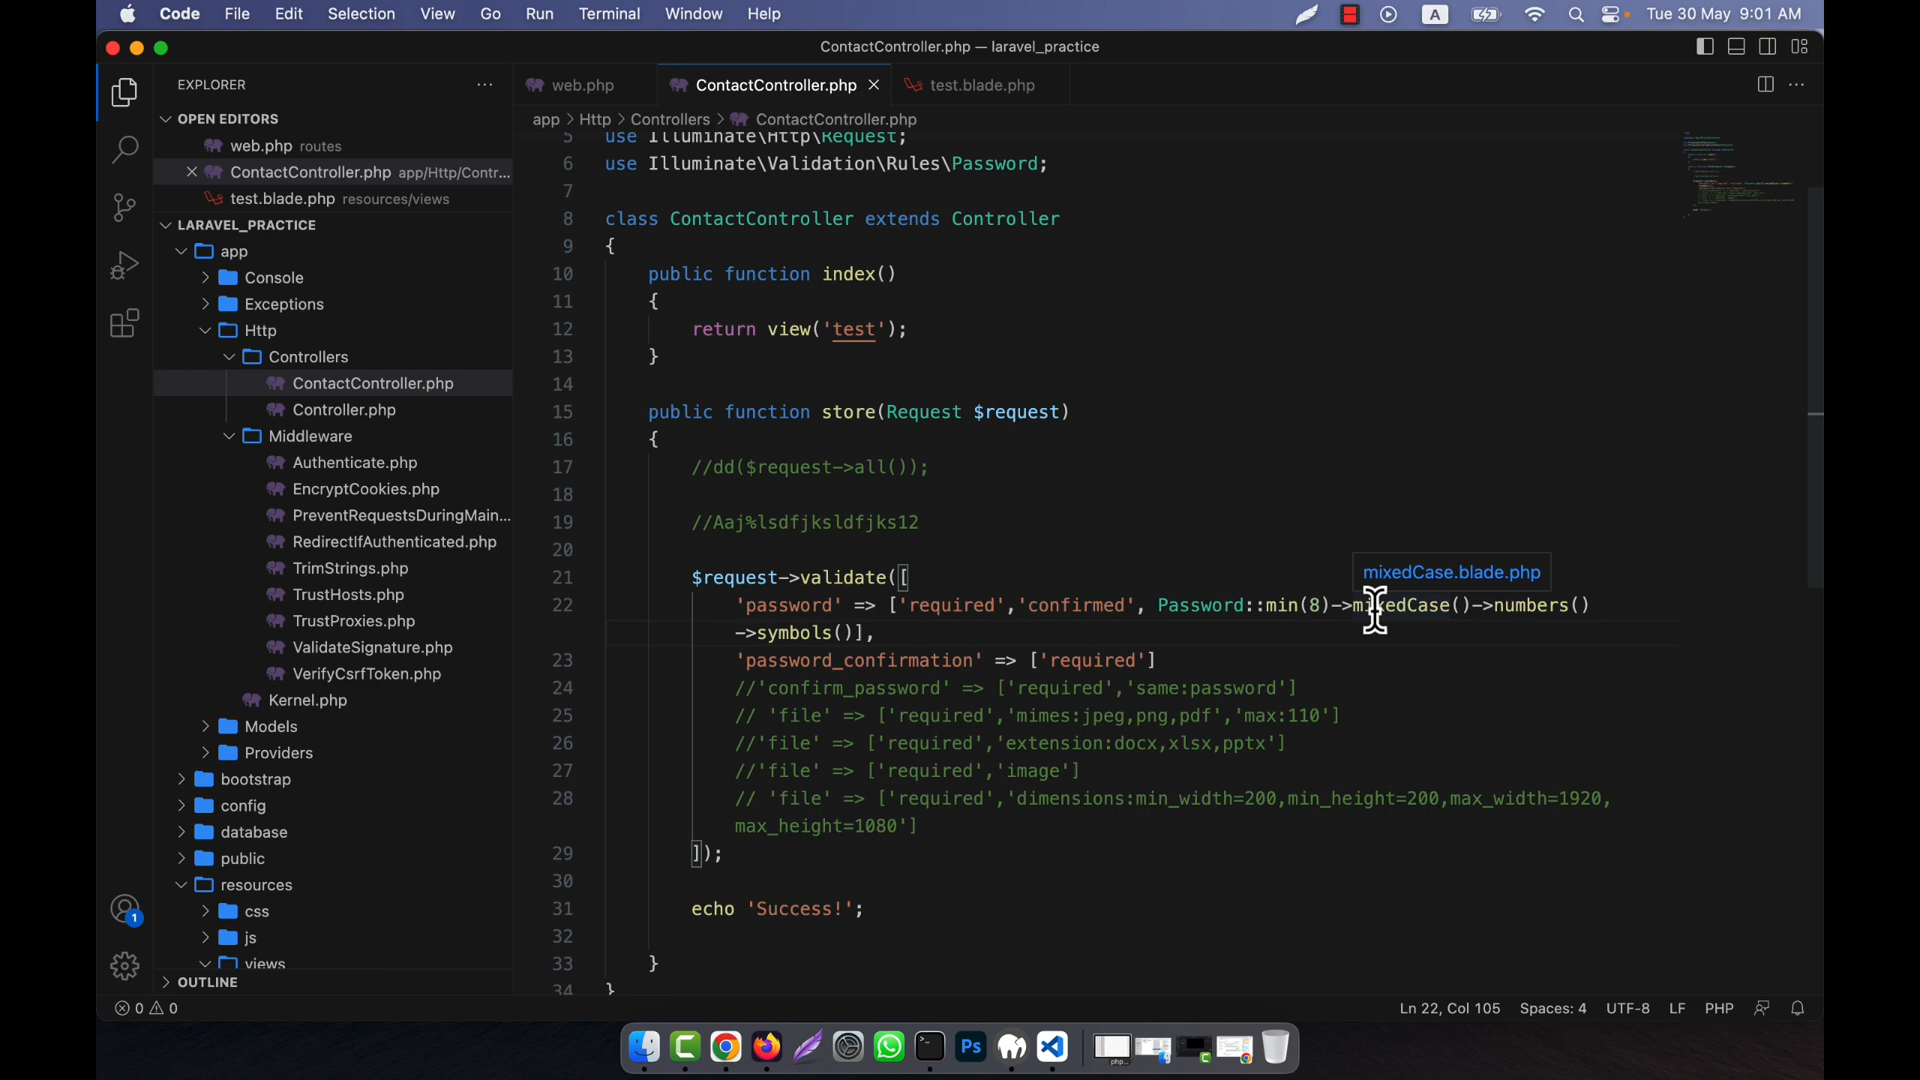 Code File Edit Selection View Go Run Terminal Window Help
A Tue 30 May 9:01 AM
ContactController.php — laravel_practice
EXPLORER
OPEN EDITORS
web.php routes
ContactController.php app/Http/Contr...
test.blade.php resources/views
LARAVEL_PRACTICE
app
Console
Exceptions
Http
Controllers
ContactController.php
Controller.php
Middleware
Authenticate.php
EncryptCookies.php
PreventRequestsDuringMain...
RedirectIfAuthenticated.php
TrimStrings.php
TrustHosts.php
TrustProxies.php
ValidateSignature.php
VerifyCsrfToken.php
Kernel.php
Models
Providers
bootstrap
config
database
public
resources
css
js
views
OUTLINE
1
web.php ContactController.php test.blade.php
app > Http > Controllers > ContactController.php
5 use Illuminate\Http\Request;
6 use Illuminate\Validation\Rules\Password;
7
8 class ContactController extends Controller
9 {
10 public function index()
11 {
12 return view('test');
13 }
14
15 public function store(Request $request)
16 {
17 //dd($request->all());
18
19 //Aaj%lsdfjksldfjks12
20
mixedCase.blade.php
21 $request->validate([
22 'password' => ['required','confirmed', Password::min(8)->mixedCase()->numbers()
->symbols()],
23 'password_confirmation' => ['required']
24 //'confirm_password' => ['required','same:password']
25 // 'file' => ['required','mimes:jpeg,png,pdf','max:110']
26 //'file' => ['required','extension:docx,xlsx,pptx']
27 //'file' => ['required','image']
28 // 'file' => ['required','dimensions:min_width=200,min_height=200,max_width=1920,
max_height=1080']
29 ]);
30
31 echo 'Success!';
32
33 }
34 }
0 0 Ln 22, Col 105 Spaces: 4 UTF-8 LF PHP
Ps
php...